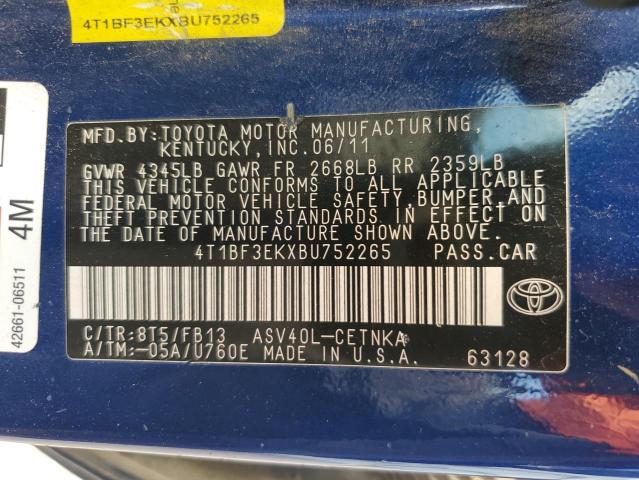 4T1BF3EKXBU752265
MFD.BY:TOYOTA MOTOR MANUFACTURING,
KENTUCKY,INC.06/11
GVWR 4345LB GAWR FR 2668LB RR 2359LB
THIS VEHICLE CONFORMS TO ALL APPLICABLE
FEDERAL MOTOR VEHICLE SAFETY,BUMPER,AND
THEFT PREVENTION STANDARDS IN EFFECT ON
THE DATE OF MANUFACTURE SHOWN ABOVE.
4T1BF3EKXBU752265 PASS.CAR
C/TR:8T5/FB13 ASV40L-CETNKA
A/TM:-05A/U760E MADE IN U.S.A. 63128
TOYOTA
42661-06511
4M